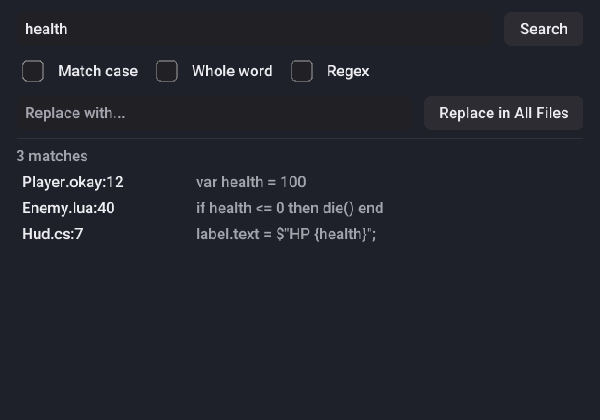 health
Search
Match case
Whole word
Regex
Replace with...
Replace in All Files
3 matches
Player.okay:12 var health = 100
Enemy.lua:40 if health <= 0 then die() end
Hud.cs:7 label.text = $"HP {health}";